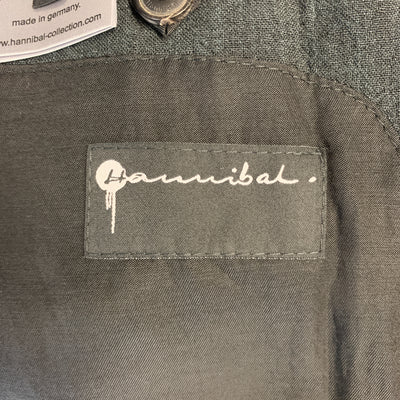 made in germany.
www.hannibal-collection.com
Hannibal.